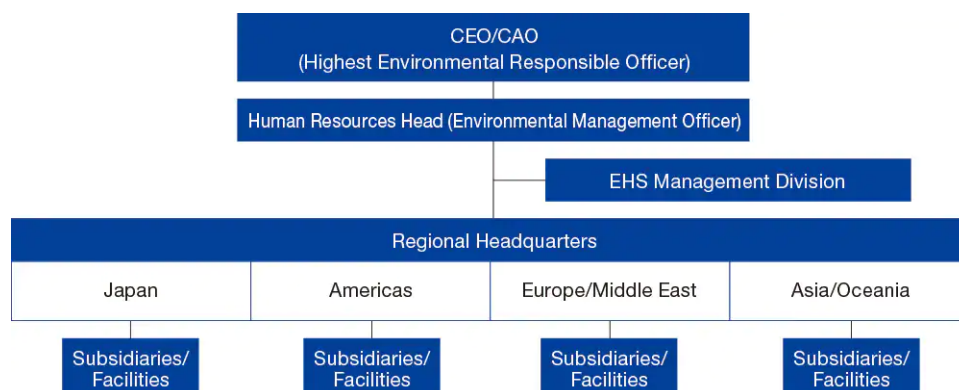 CEO/CAO
(Highest Environmental Responsible Officer)
Human Resources Head (Environmental Management Officer)
EHS Management Division
Regional Headquarters
Japan
Americas
Europe/Middle East
Asia/Oceania
Subsidiaries/
Facilities
Subsidiaries/
Facilities
Subsidiaries/
Facilities
Subsidiaries/
Facilities